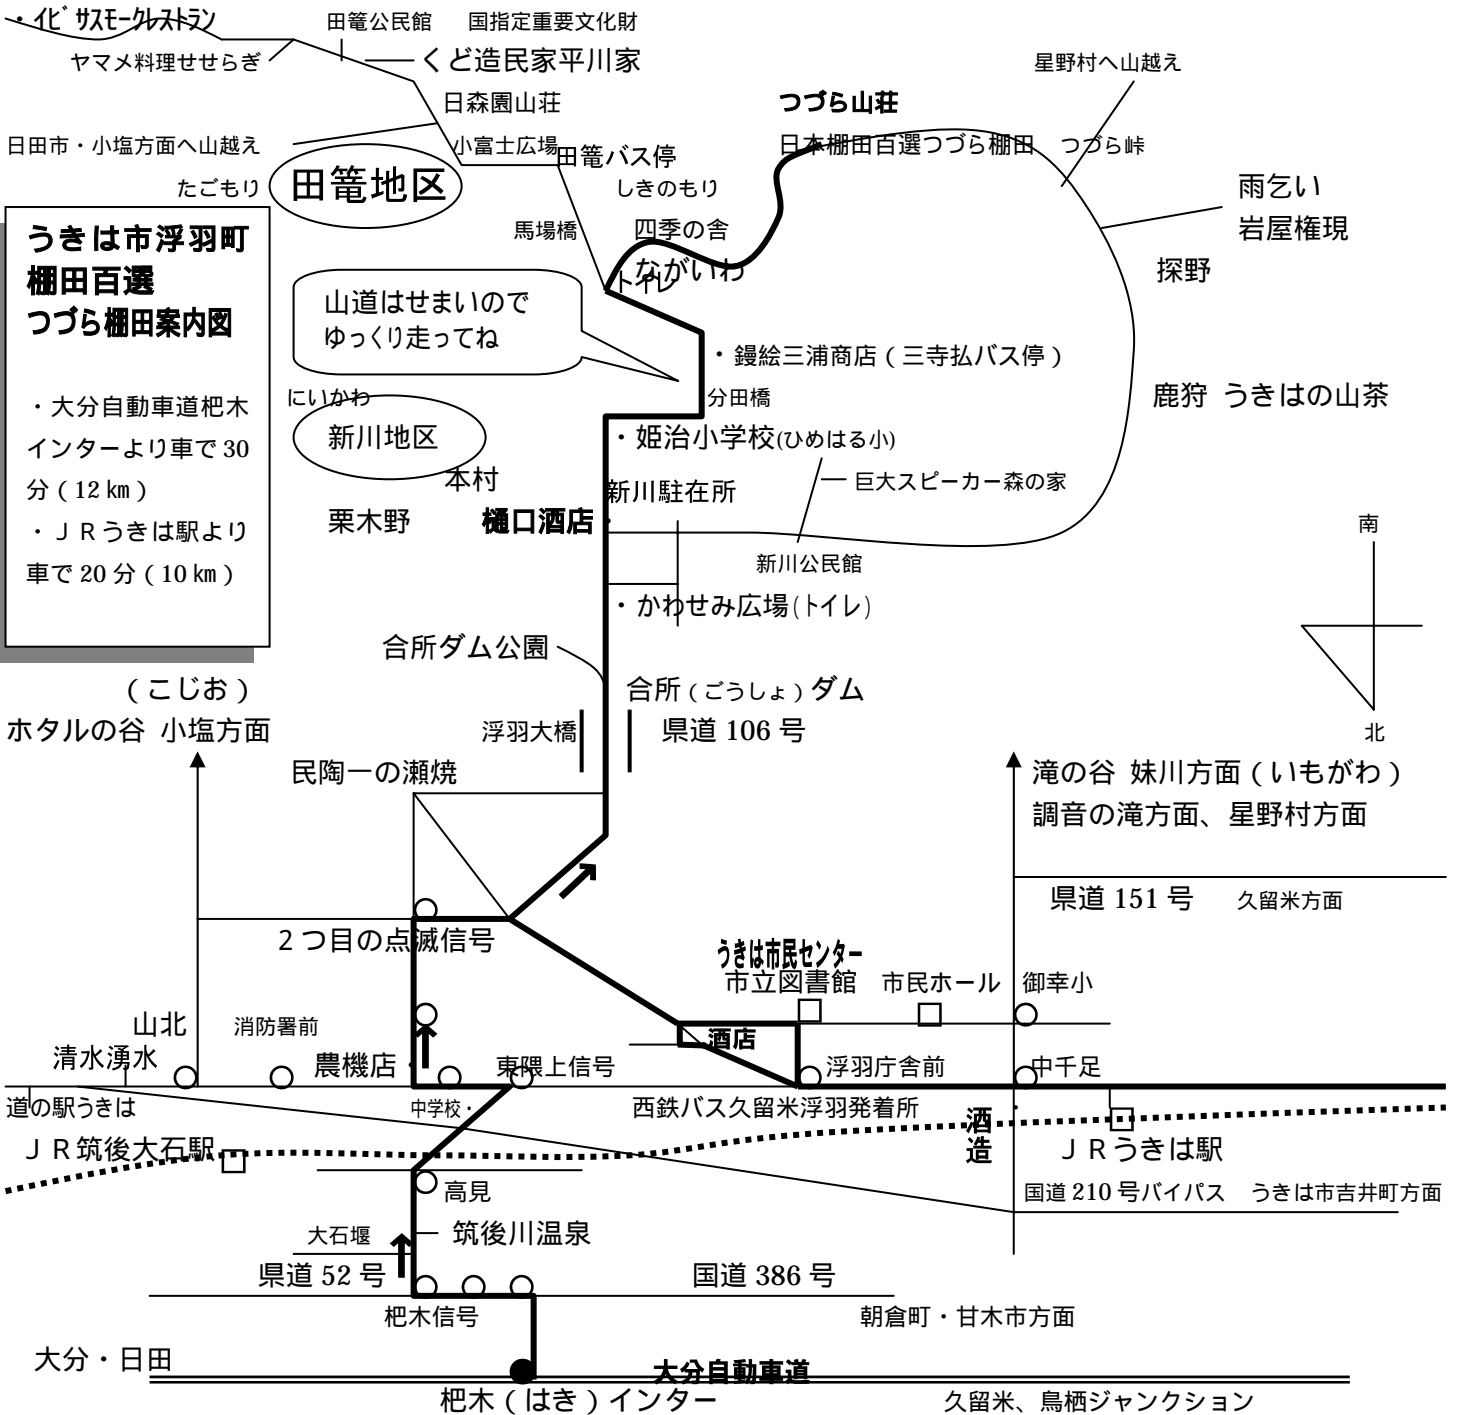 ・イビサスモークレストラン
田篭公民館 国指定重要文化財
ヤマメ料理せせらぎ
くど造民家平川家
星野村へ山越え
日森園山荘
つづら山荘
日田市・小塩方面へ山越え
小富士広場
田篭バス停
日本棚田百選つづら棚田
つづら峠
たごもり
田篭地区
しきのもり
四季の舎
ながいわ
トイレ
馬場橋
雨乞い
岩屋権現
探野
うきは市浮羽町
棚田百選
つづら棚田案内図
・大分自動車道杷木
インターより車で30
分(12㎞)
・ＪＲうきは駅より
車で20分(10㎞)
山道はせまいので
ゆっくり走ってね
・鏝絵三浦商店(三寺払バス停)
分田橋
鹿狩 うきはの山茶
にいかわ
新川地区
・姫治小学校(ひめはる小)
本村
新川駐在所
巨大スピーカー森の家
栗木野
樋口酒店・
新川公民館
南
・かわせみ広場(トイレ)
合所ダム公園
(こじお)
ホタルの谷 小塩方面
合所(ごうしょ)ダム
浮羽大橋
県道106号
北
民陶一の瀬焼
滝の谷 妹川方面(いもがわ)
調音の滝方面、星野村方面
県道151号 久留米方面
2つ目の点滅信号
うきは市民センター
市立図書館 市民ホール 御幸小
山北 消防署前
清水湧水
農機店・
東隈上信号
酒店
浮羽庁舎前
中千足
道の駅うきは
中学校・
西鉄バス久留米浮羽発着所
・
酒造
ＪＲ筑後大石駅
ＪＲうきは駅
高見
国道210号バイパス うきは市吉井町方面
大石堰
筑後川温泉
県道52号
国道386号
杷木信号
朝倉町・甘木市方面
大分・日田
大分自動車道
杷木(はき)インター
久留米、鳥栖ジャンクション